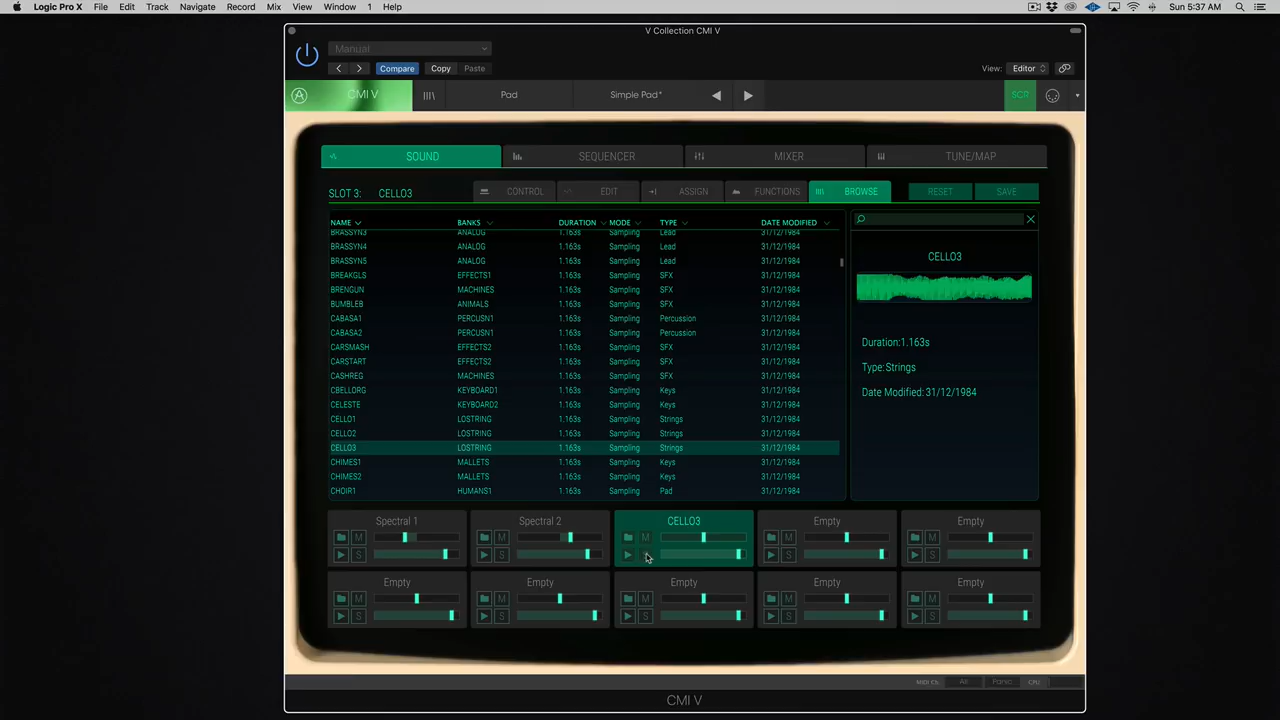 Logic Pro X File Edit Track Navigate Record Mix View Window 1 Help Sun 5:37 AM
V Collection CMI V
Manual
Compare Copy Paste View: Editor
CMI V Pad Simple Pad* SCR
SOUND SEQUENCER MIXER TUNE/MAP
SLOT 3: CELLO3 CONTROL EDIT ASSIGN FUNCTIONS BROWSE RESET SAVE
NAME BANKS DURATION MODE TYPE DATE MODIFIED
BRASSYN3 ANALOG 1.163s Sampling Lead 31/12/1984
BRASSYN4 ANALOG 1.163s Sampling Lead 31/12/1984
BRASSYN5 ANALOG 1.163s Sampling Lead 31/12/1984
BREAKGLS EFFECTS1 1.163s Sampling SFX 31/12/1984
BRENGUN MACHINES 1.163s Sampling SFX 31/12/1984
BUMBLEB ANIMALS 1.163s Sampling SFX 31/12/1984
CABASA1 PERCUSN1 1.163s Sampling Percussion 31/12/1984
CABASA2 PERCUSN1 1.163s Sampling Percussion 31/12/1984
CARSMASH EFFECTS2 1.163s Sampling SFX 31/12/1984
CARSTART EFFECTS2 1.163s Sampling SFX 31/12/1984
CASHREG MACHINES 1.163s Sampling SFX 31/12/1984
CBELLORG KEYBOARD1 1.163s Sampling Keys 31/12/1984
CELESTE KEYBOARD2 1.163s Sampling Keys 31/12/1984
CELLO1 LOSTRING 1.163s Sampling Strings 31/12/1984
CELLO2 LOSTRING 1.163s Sampling Strings 31/12/1984
CELLO3 LOSTRING 1.163s Sampling Strings 31/12/1984
CHIMES1 MALLETS 1.163s Sampling Keys 31/12/1984
CHIMES2 MALLETS 1.163s Sampling Keys 31/12/1984
CHOIR1 HUMANS1 1.163s Sampling Pad 31/12/1984
CELLO3
Duration:1.163s
Type:Strings
Date Modified:31/12/1984
Spectral 1 Spectral 2 CELLO3 Empty Empty
M M M M M
S S S S
Empty Empty Empty Empty Empty
M M M M M
S S S S S
MIDI Ch: All Panic CPU
CMI V